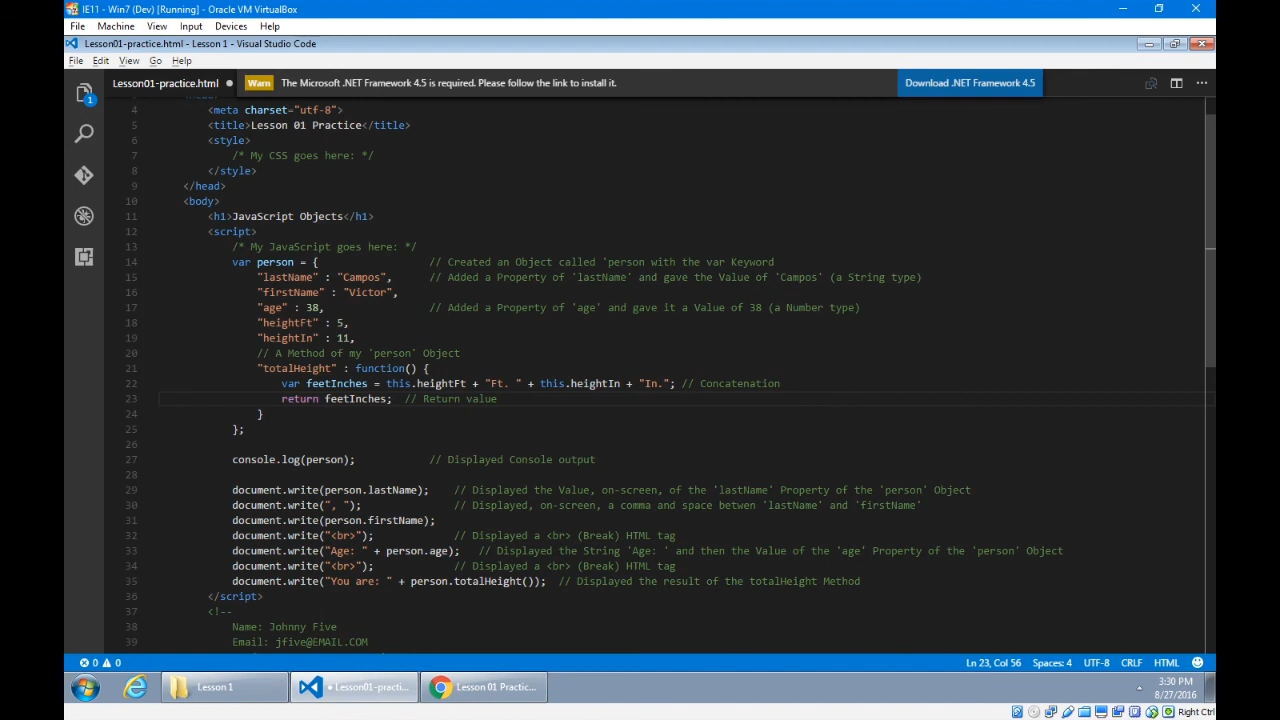 IE11 - Win7 (Dev) [Running] - Oracle VM VirtualBox
File Machine View Input Devices Help
Lesson01-practice.html - Lesson 1 - Visual Studio Code
File Edit View Go Help
Lesson01-practice.html Warn The Microsoft .NET Framework 4.5 is required. Please follow the link to install it. Download .NET Framework 4.5
4 <meta charset="utf-8">
5 <title>Lesson 01 Practice</title>
6 <style>
7 /* My CSS goes here: */
8 </style>
9 </head>
10 <body>
11 <h1>JavaScript Objects</h1>
12 <script>
13 /* My JavaScript goes here: */
14 var person = { // Created an Object called 'person with the var Keyword
15 "lastName" : "Campos", // Added a Property of 'lastName' and gave the Value of 'Campos' (a String type)
16 "firstName" : "Victor",
17 "age" : 38, // Added a Property of 'age' and gave it a Value of 38 (a Number type)
18 "heightFt" : 5,
19 "heightIn" : 11,
20 // A Method of my 'person' Object
21 "totalHeight" : function() {
22 var feetInches = this.heightFt + "Ft. " + this.heightIn + "In."; // Concatenation
23 return feetInches; // Return value
24 }
25 };
26
27 console.log(person); // Displayed Console output
28
29 document.write(person.lastName); // Displayed the Value, on-screen, of the 'lastName' Property of the 'person' Object
30 document.write(", "); // Displayed, on-screen, a comma and space betwen 'lastName' and 'firstName'
31 document.write(person.firstName);
32 document.write("<br>"); // Displayed a <br> (Break) HTML tag
33 document.write("Age: " + person.age); // Displayed the String 'Age: ' and then the Value of the 'age' Property of the 'person' Object
34 document.write("<br>"); // Displayed a <br> (Break) HTML tag
35 document.write("You are: " + person.totalHeight()); // Displayed the result of the totalHeight Method
36 </script>
37 <!--
38 Name: Johnny Five
39 Email: jfive@EMAIL.COM
0 0 Ln 23, Col 56 Spaces: 4 UTF-8 CRLF HTML
Lesson 1 Lesson01-practi... Lesson 01 Practic... 3:30 PM
8/27/2016
Right Ctrl